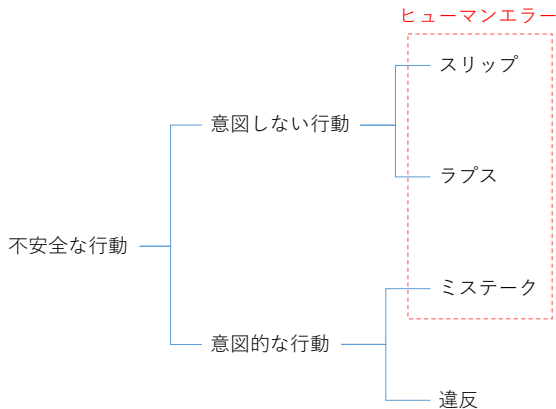 ヒューマンエラー
スリップ
意図しない行動
ラプス
不安全な行動
ミステーク
意図的な行動
違反